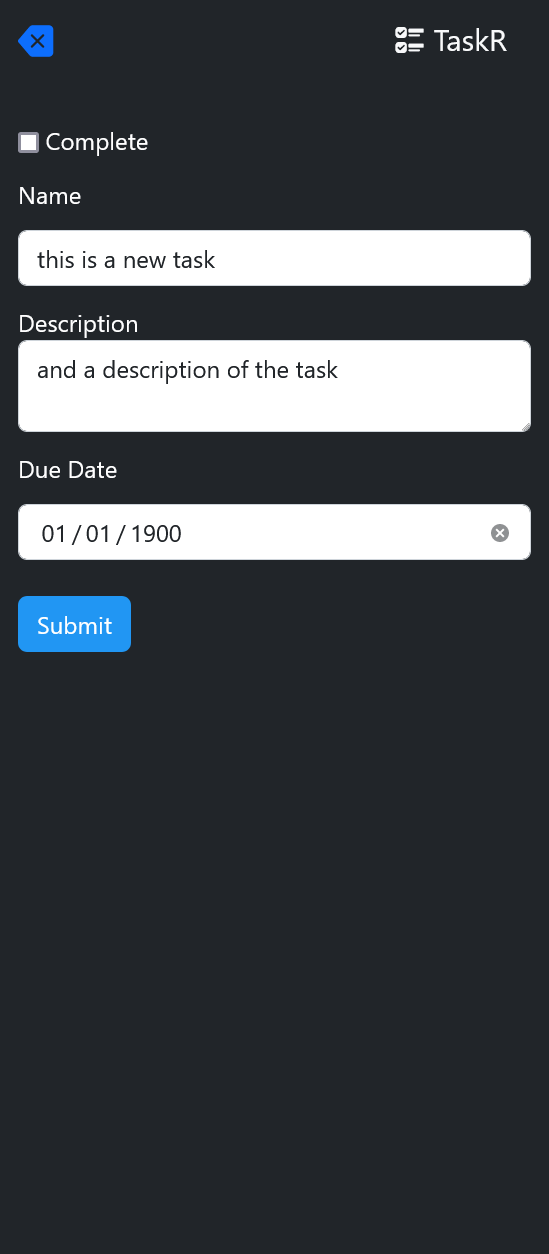 TaskR
Complete
Name
this is a new task
Description
and a description of the task
Due Date
01 / 01 / 1900
Submit